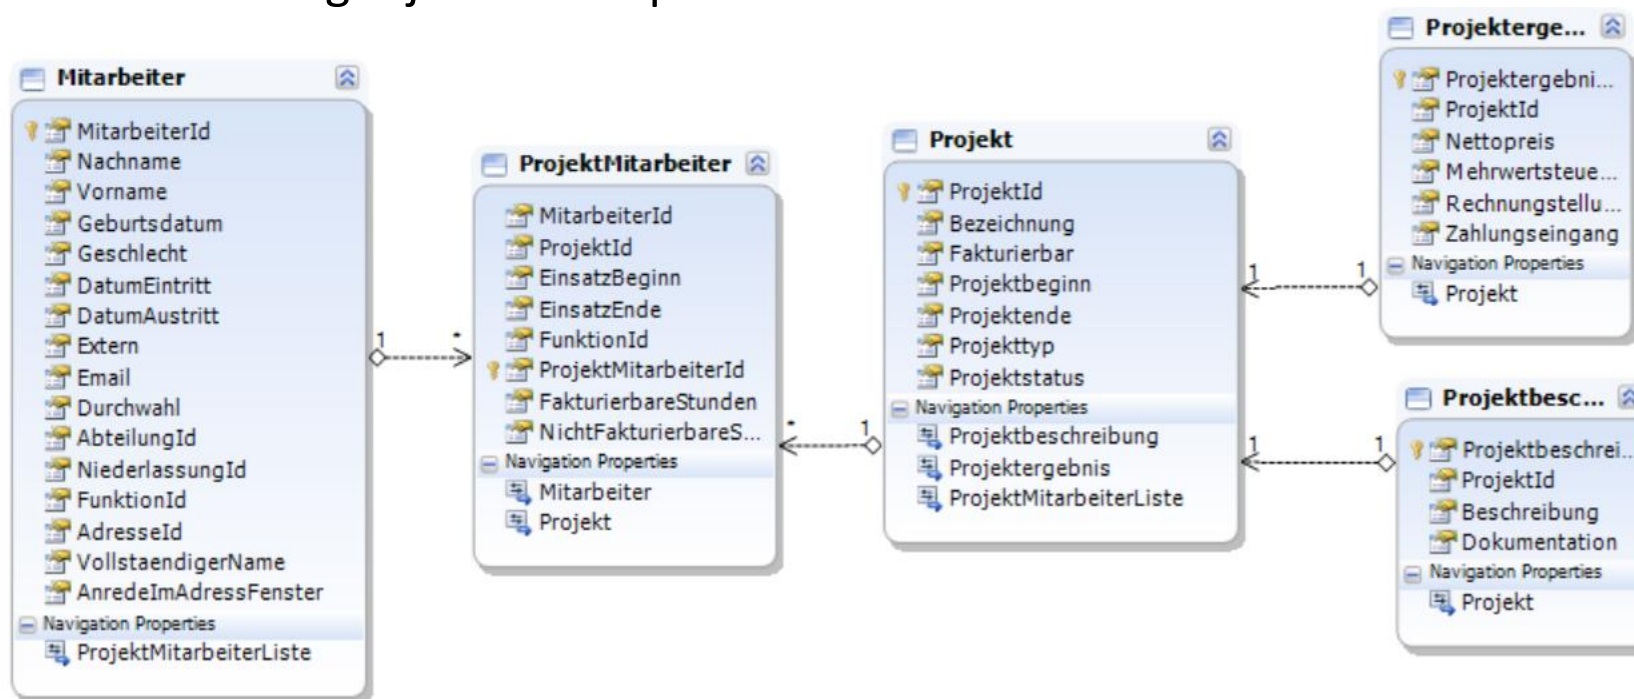 Mitarbeiter
MitarbeiterId
Nachname
Vorname
Geburtsdatum
Geschlecht
DatumEintritt
DatumAustritt
Extern
Email
Durchwahl
AbteilungId
NiederlassungId
FunktionId
AdresseId
VollstaendigerName
AnredeImAdressFenster
Navigation Properties
ProjektMitarbeiterListe
1
*
ProjektMitarbeiter
MitarbeiterId
ProjektId
EinsatzBeginn
EinsatzEnde
FunktionId
ProjektMitarbeiterId
FakturierbareStunden
NichtFakturierbareS...
Navigation Properties
Mitarbeiter
Projekt
*
1
Projekt
ProjektId
Bezeichnung
Fakturierbar
Projektbeginn
Projektende
Projekttyp
Projektstatus
Navigation Properties
Projektbeschreibung
Projektergebnis
ProjektMitarbeiterListe
1
1
Projekterge...
Projektergebni...
ProjektId
Nettopreis
Mehrwertsteue...
Rechnungstellu...
Zahlungseingang
Navigation Properties
Projekt
1
1
Projektbesc...
Projektbeschrei...
ProjektId
Beschreibung
Dokumentation
Navigation Properties
Projekt